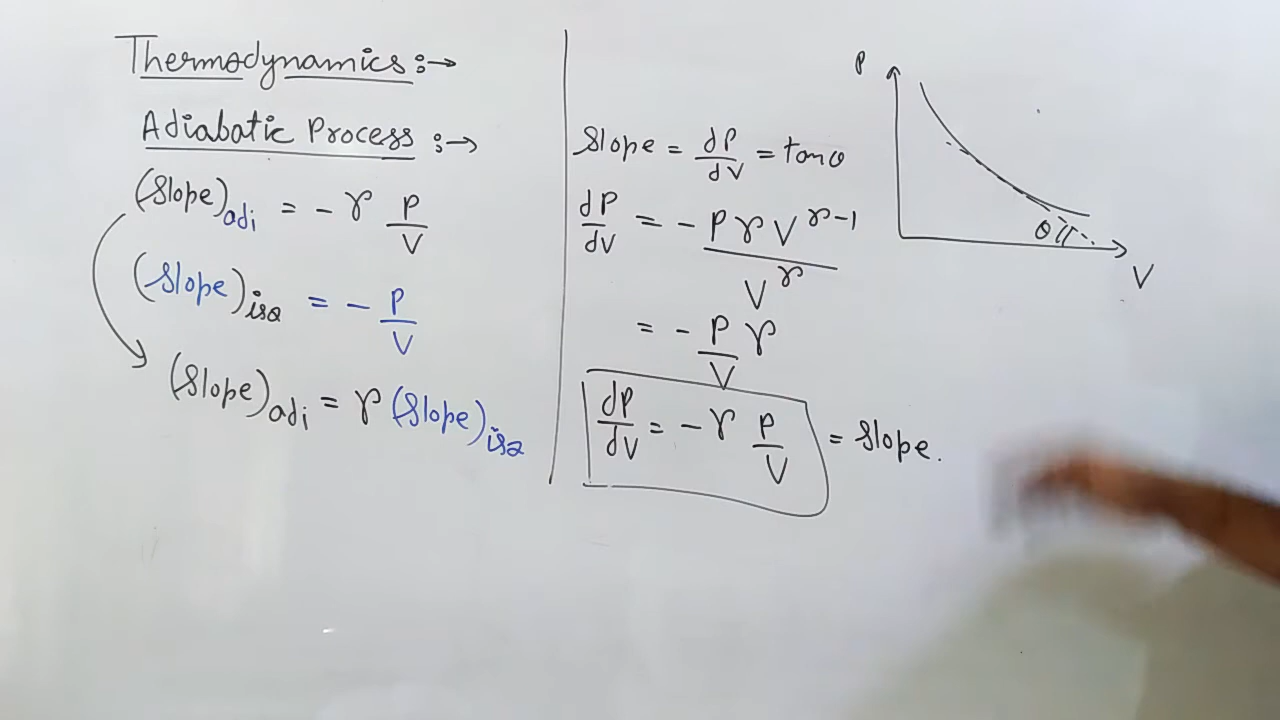 Thermodynamics :→
Adiabatic Process :→
(Slope)adi = - γ P/V
(Slope)iso = - P/V
(Slope)adi = γ (Slope)iso
Slope = dP/dV = tanθ
dP/dV = - P γ V^γ-1 / V^γ
= - P/V γ
dP/dV = - γ P/V = Slope.
P
θ
V